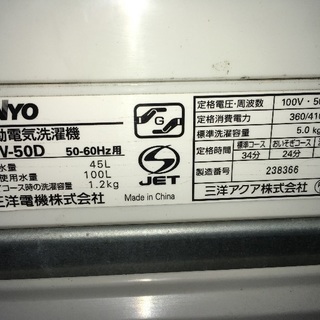 NYO
動電気洗濯機
V-50D 50-60Hz用
水量 45L
使用水量 100L
コース時の洗濯容量 1.2kg
三洋電機株式会社
G
S
JET
Made in China
定格電圧・周波数 100V・50
定格消費電力 360/410
標準洗濯容量 5.0k
定格時間 標準コース 34分 おいそぎコース 24分
製造番号 238366
三洋アクア株式会社